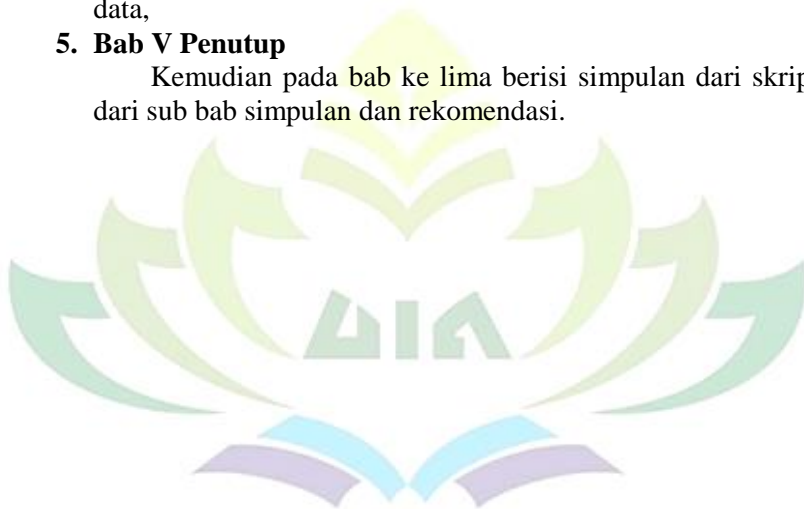 data,
5. Bab V Penutup
Kemudian pada bab ke lima berisi simpulan dari skrip
dari sub bab simpulan dan rekomendasi.